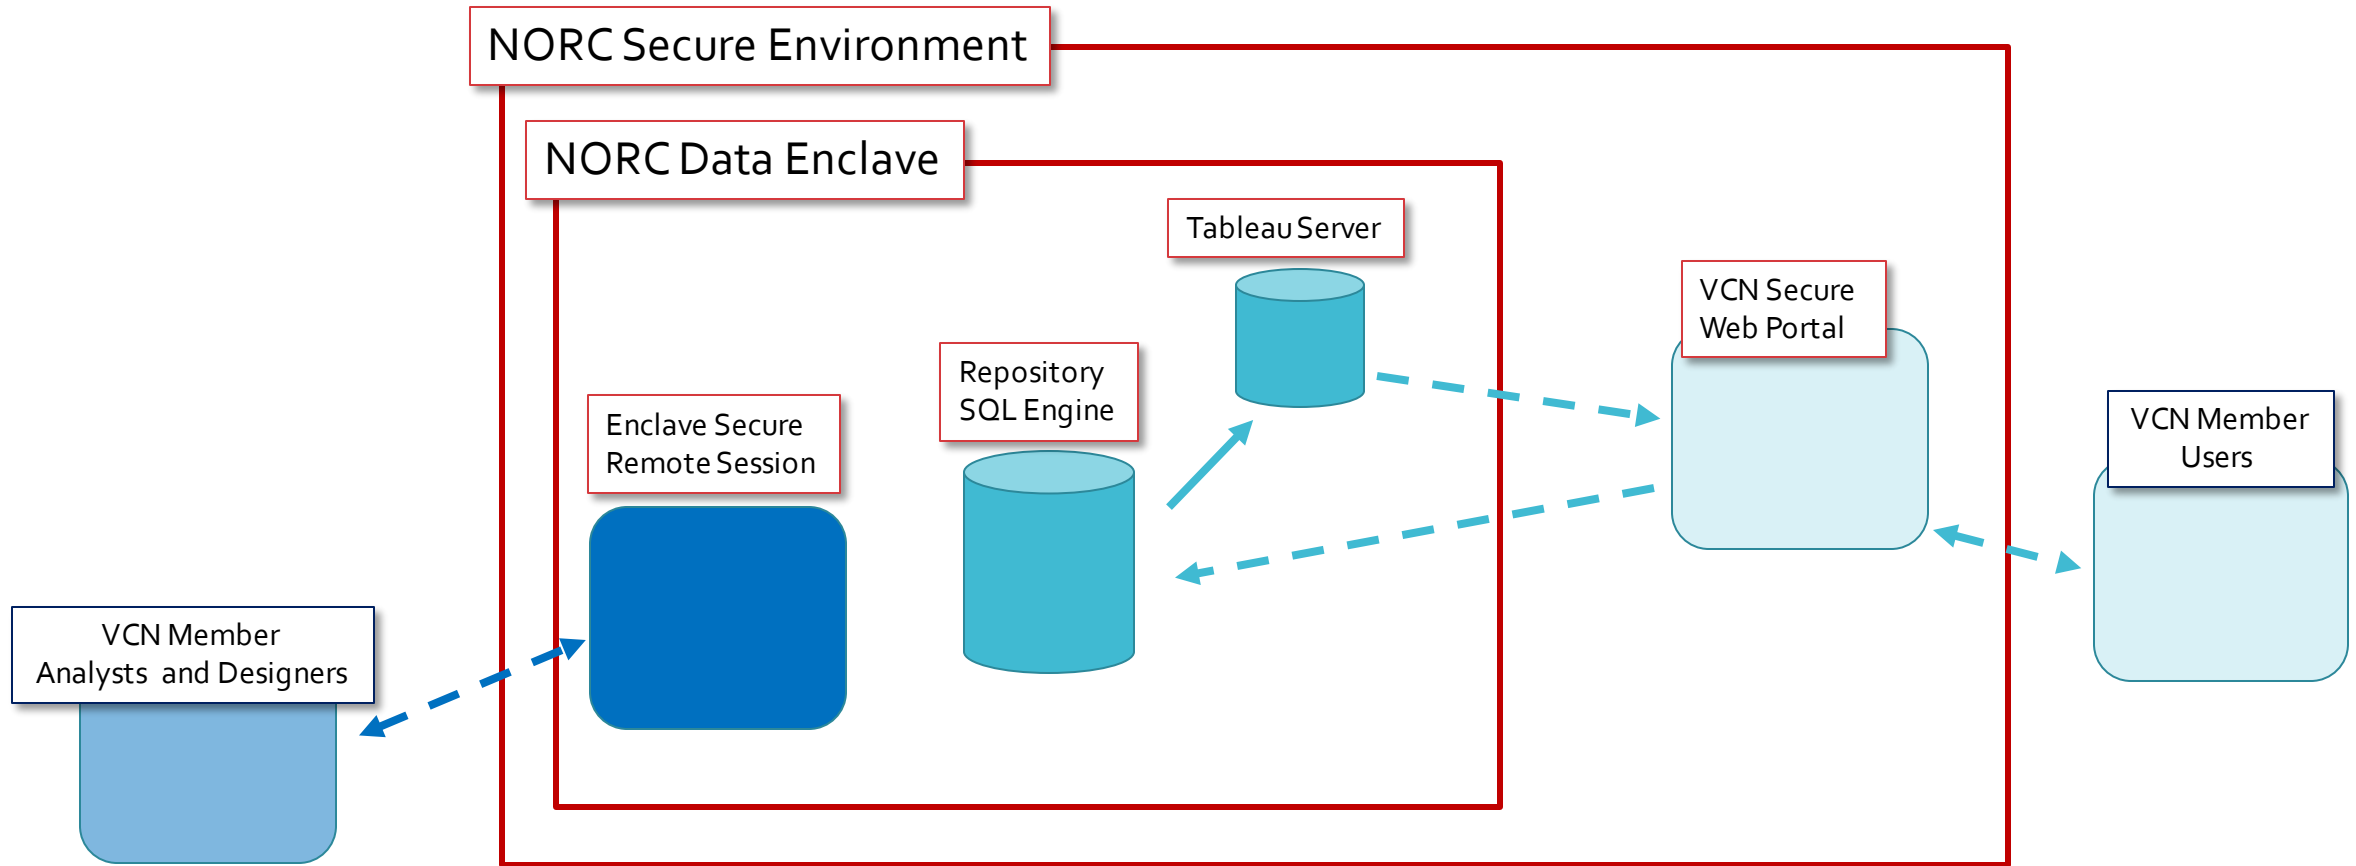 NORC Secure Environment
NORC Data Enclave
Tableau Server
VCN Secure
Web Portal
Repository
SQL Engine
Enclave Secure
Remote Session
VCN Member
Users
VCN Member
Analysts and Designers